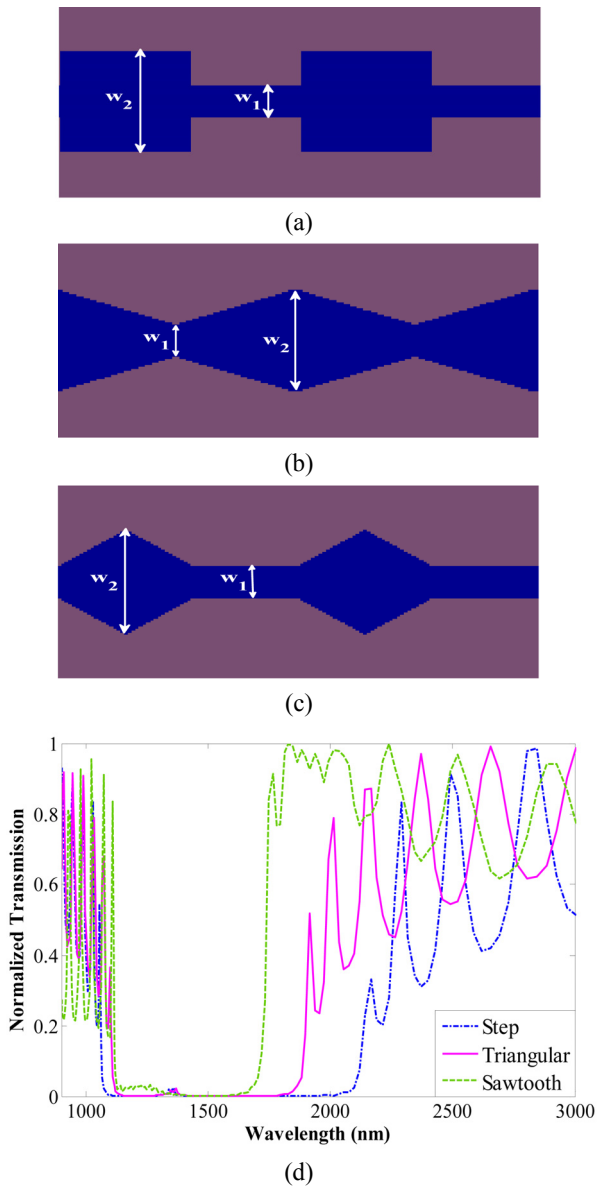 w2
w1
(a)
w1
w2
(b)
w2
w1
(c)
1
0.8
0.6
0.4
0.2
0
Normalized Transmission
Step
Triangular
Sawtooth
1000 1500 2000 2500 3000
Wavelength (nm)
(d)